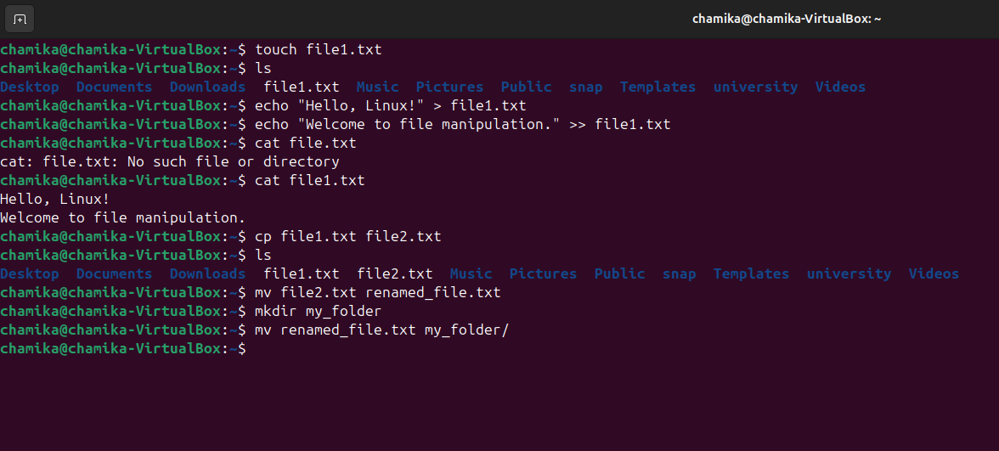 chamika@chamika-VirtualBox: ~
chamika@chamika-VirtualBox:~$ touch file1.txt
chamika@chamika-VirtualBox:~$ ls
Desktop  Documents  Downloads  file1.txt  Music  Pictures  Public  snap  Templates  university  Videos
chamika@chamika-VirtualBox:~$ echo "Hello, Linux!" > file1.txt
chamika@chamika-VirtualBox:~$ echo "Welcome to file manipulation." >> file1.txt
chamika@chamika-VirtualBox:~$ cat file.txt
cat: file.txt: No such file or directory
chamika@chamika-VirtualBox:~$ cat file1.txt
Hello, Linux!
Welcome to file manipulation.
chamika@chamika-VirtualBox:~$ cp file1.txt file2.txt
chamika@chamika-VirtualBox:~$ ls
Desktop  Documents  Downloads  file1.txt  file2.txt  Music  Pictures  Public  snap  Templates  university  Videos
chamika@chamika-VirtualBox:~$ mv file2.txt renamed_file.txt
chamika@chamika-VirtualBox:~$ mkdir my_folder
chamika@chamika-VirtualBox:~$ mv renamed_file.txt my_folder/
chamika@chamika-VirtualBox:~$